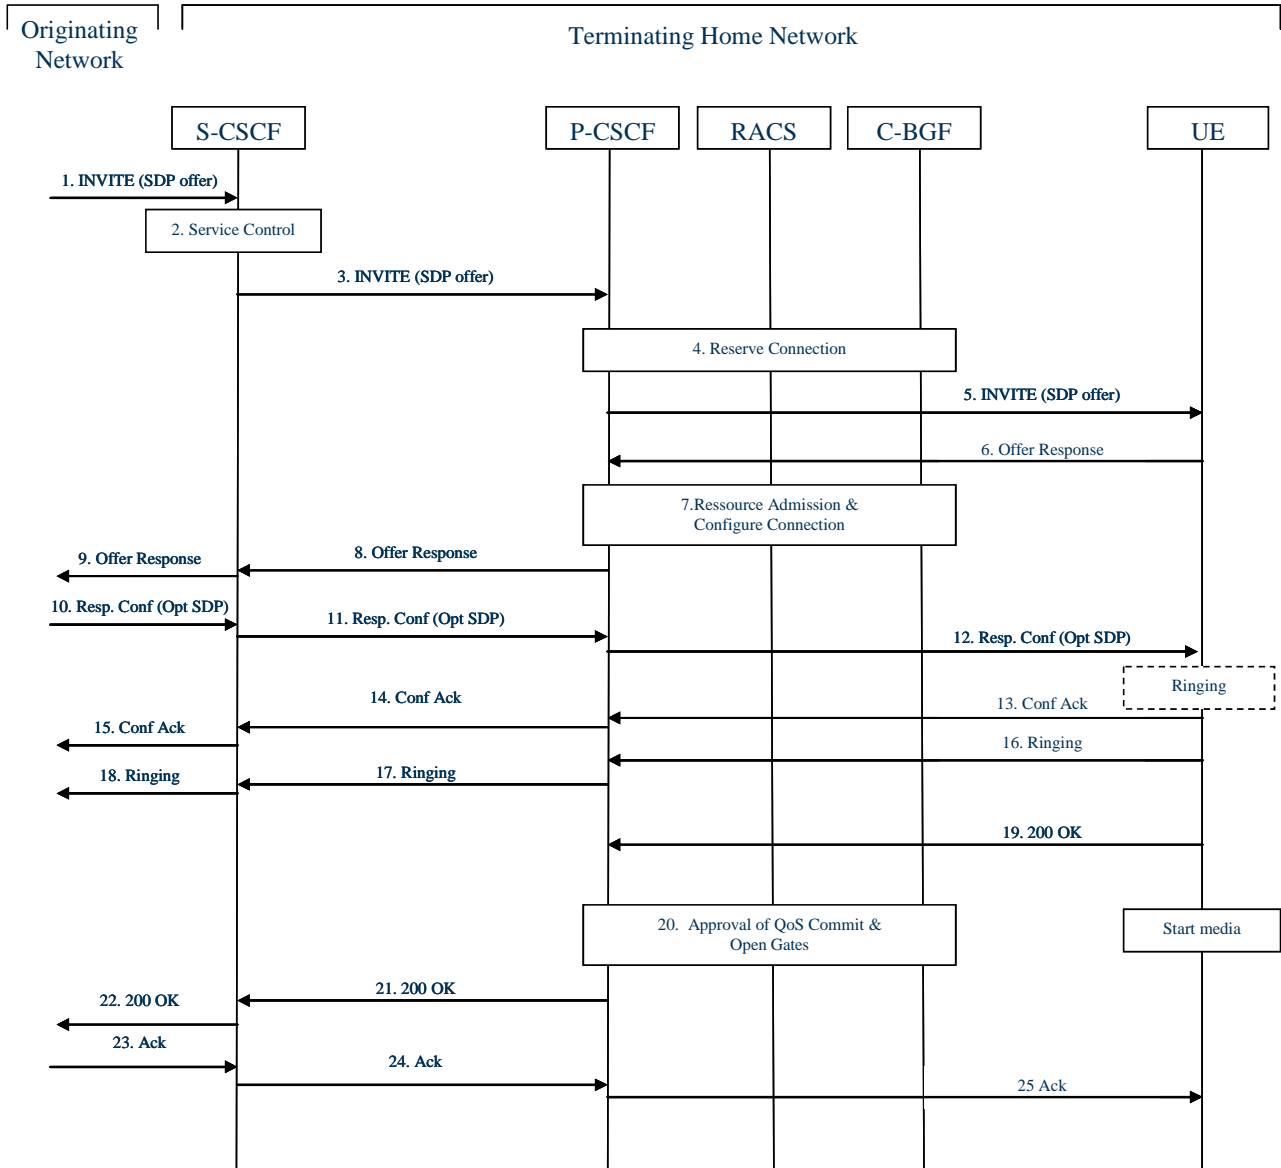 Originating
Network
Terminating Home Network
S-CSCF
P-CSCF
RACS
C-BGF
UE
1. INVITE (SDP offer)
2. Service Control
3. INVITE (SDP offer)
4. Reserve Connection
5. INVITE (SDP offer)
6. Offer Response
7.Ressource Admission &
Configure Connection
8. Offer Response
9. Offer Response
10. Resp. Conf (Opt SDP)
11. Resp. Conf (Opt SDP)
12. Resp. Conf (Opt SDP)
Ringing
13. Conf Ack
14. Conf Ack
15. Conf Ack
16. Ringing
17. Ringing
18. Ringing
19. 200 OK
20. Approval of QoS Commit &
Open Gates
Start media
21. 200 OK
22. 200 OK
23. Ack
24. Ack
25 Ack